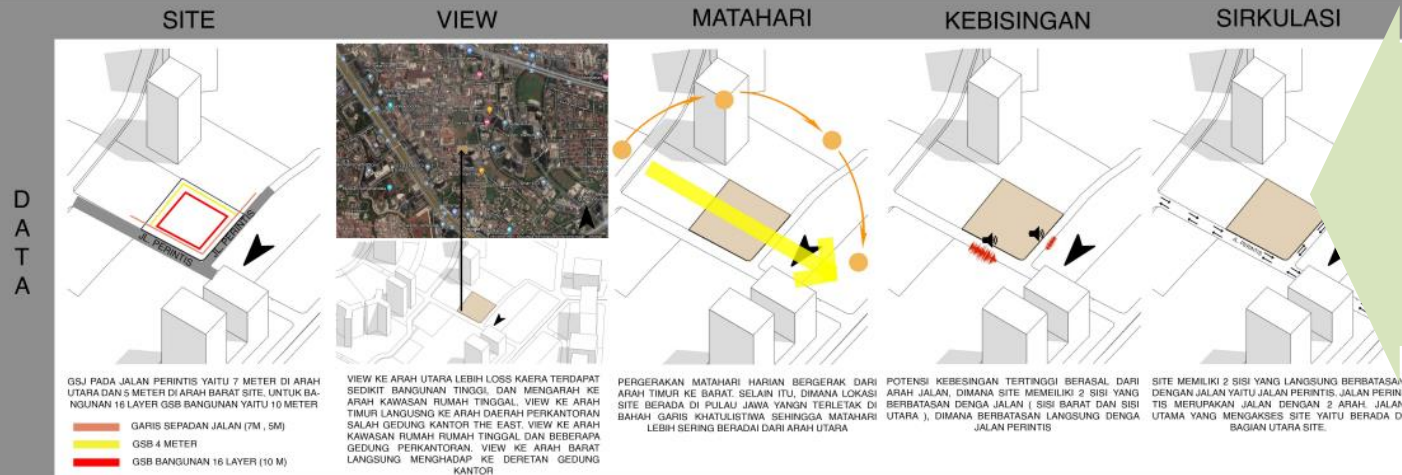 SITE
VIEW
MATAHARI
KEBISINGAN
SIRKULASI
DATA
JL. PERINTIS
JL. PERINTIS
JL. PERINTIS
GSJ PADA JALAN PERINTIS YAITU 7 METER DI ARAH
UTARA DAN 5 METER DI ARAH BARAT SITE, UNTUK BA-
NGUNAN 16 LAYER GSB BANGUNAN YAITU 10 METER
GARIS SEPADAN JALAN (7M , 5M)
GSB 4 METER
GSB BANGUNAN 16 LAYER (10 M)
VIEW KE ARAH UTARA LEBIH LOSS KAERA TERDAPAT
SEDIKIT BANGUNAN TINGGI, DAN MENGARAH KE
ARAH KAWASAN RUMAH TINGGAL, VIEW KE ARAH
TIMUR LANGUSNG KE ARAH DAERAH PERKANTORAN
SALAH GEDUNG KANTOR THE EAST. VIEW KE ARAH
KAWASAN RUMAH RUMAH TINGGAL DAN BEBERAPA
GEDUNG PERKANTORAN. VIEW KE ARAH BARAT
LANGSUNG MENGHADAP KE DERETAN GEDUNG
KANTOR
PERGERAKAN MATAHARI HARIAN BERGERAK DARI
ARAH TIMUR KE BARAT. SELAIN ITU, DIMANA LOKASI
SITE BERADA DI PULAU JAWA YANGN TERLETAK DI
BAHAH GARIS KHATULISTIWA SEHINGGA MATAHARI
LEBIH SERING BERADAI DARI ARAH UTARA
POTENSI KEBESINGAN TERTINGGI BERASAL DARI
ARAH JALAN, DIMANA SITE MEMEILIKI 2 SISI YANG
BERBATASAN DENGA JALAN ( SISI BARAT DAN SISI
UTARA ), DIMANA BERBATASAN LANGSSUNG DENGA
JALAN PERINTIS
SITE MEMILIKI 2 SISI YANG LANGSUNG BERBATASAN
DENGAN JALAN YAITU JALAN PERINTIS. JALAN PERIN
TIS MERUPAKAN JALAN DENGAN 2 ARAH. JALAN
UTAMA YANG MENGAKSES SITE YAITU BERADA D
BAGIAN UTARA SITE.